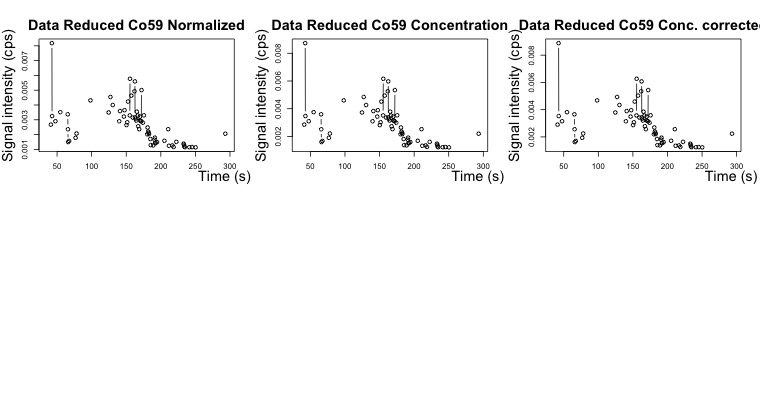 Data Reduced Co59 Normalized
Signal intensity (cps)
0.001 0.003 0.005 0.007
50 100 150 200 250 300
Time (s)
Data Reduced Co59 Concentration
Signal intensity (cps)
0.002 0.004 0.006 0.008
50 100 150 200 250 300
Time (s)
Data Reduced Co59 Conc. corrected
Signal intensity (cps)
0.002 0.004 0.006 0.008
50 100 150 200 250 300
Time (s)